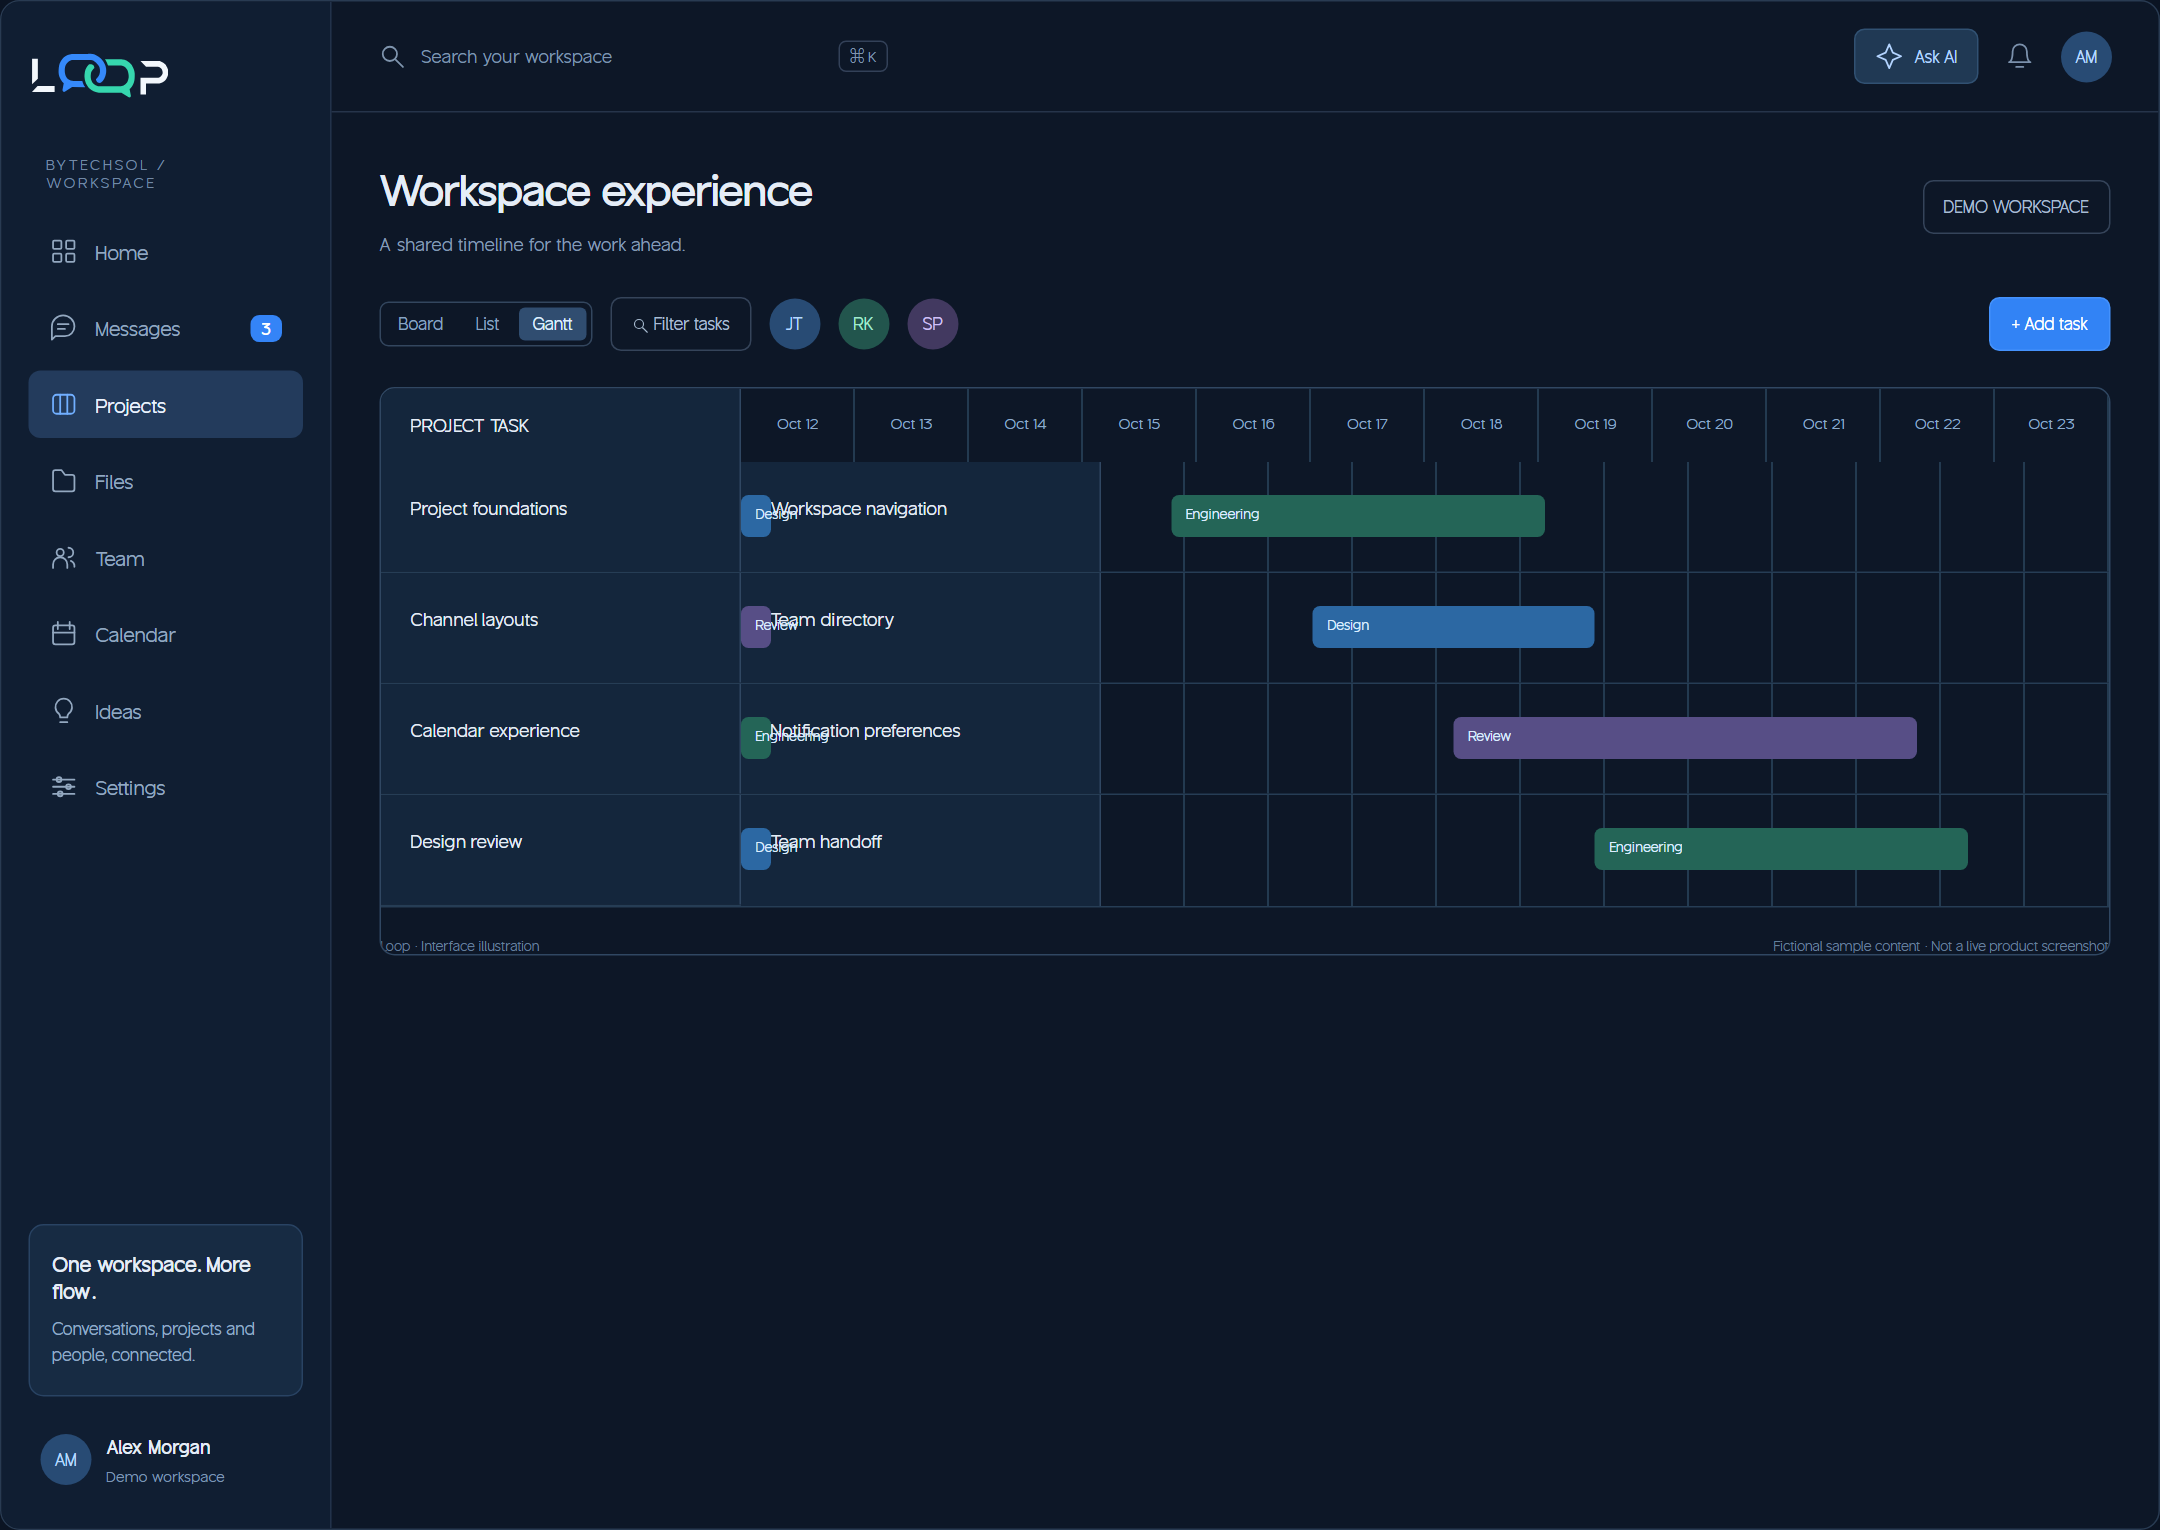 LOOP
Search your workspace
⌘ K
Ask AI
AM
BYTECHSOL /
WORKSPACE
Home
Messages 3
Projects
Files
Team
Calendar
Ideas
Settings
Workspace experience
A shared timeline for the work ahead.
DEMO WORKSPACE
Board List Gantt
Filter tasks
JT RK SP
+ Add task
PROJECT TASK Oct 12 Oct 13 Oct 14 Oct 15 Oct 16 Oct 17 Oct 18 Oct 19 Oct 20 Oct 21 Oct 22 Oct 23
Project foundations Design Workspace navigation Engineering
Channel layouts Review Team directory Design
Calendar experience Engineering Notification preferences Review
Design review Design Team handoff Engineering
Loop · Interface illustration
Fictional sample content · Not a live product screenshot
One workspace. More
flow.
Conversations, projects and
people, connected.
AM
Alex Morgan
Demo workspace